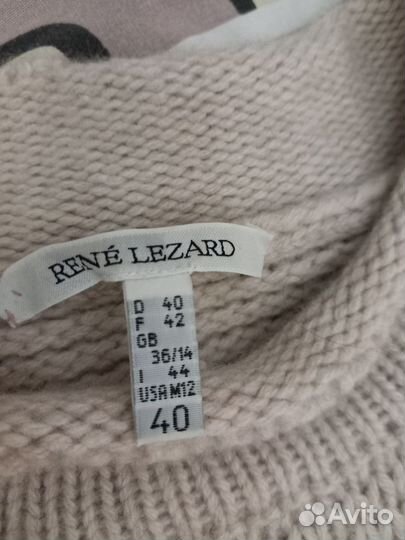 RENÉ LEZARD
D 40
F 42
GB
36/14
I 44
USA M12
40
Avito